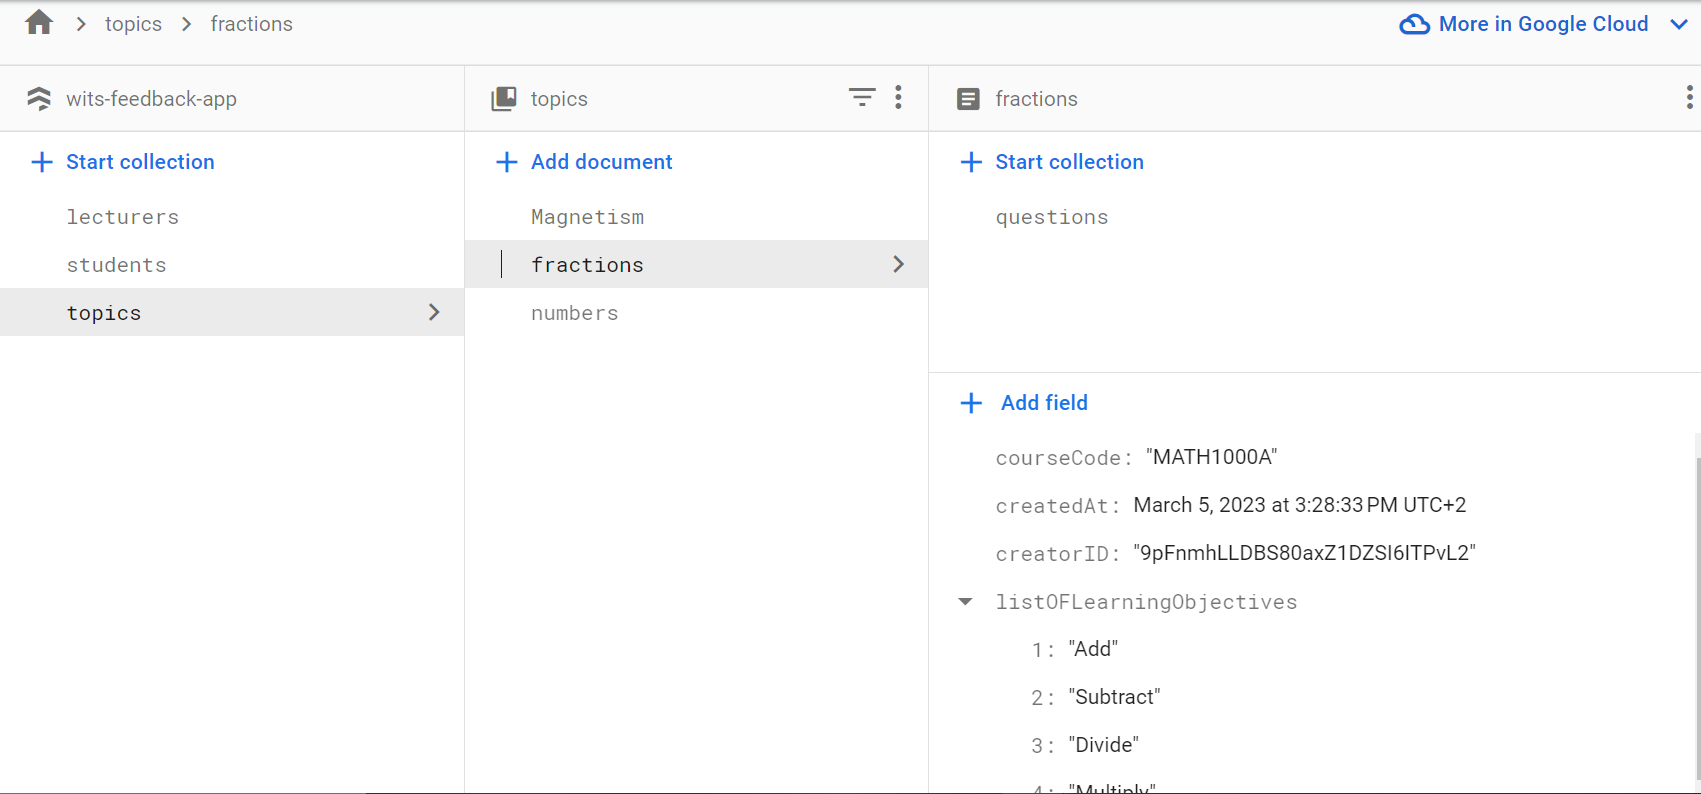 topics > fractions
More in Google Cloud
wits-feedback-app
Start collection
lecturers
students
topics
topics
Add document
Magnetism
fractions
numbers
fractions
Start collection
questions
Add field
courseCode: "MATH1000A"
createdAt: March 5, 2023 at 3:28:33 PM UTC+2
creatorID: "9pFnmhLLDBS80axZ1DZSI6ITPvL2"
listOFLearningObjectives
1: "Add"
2: "Subtract"
3: "Divide"
4: "Multiply"